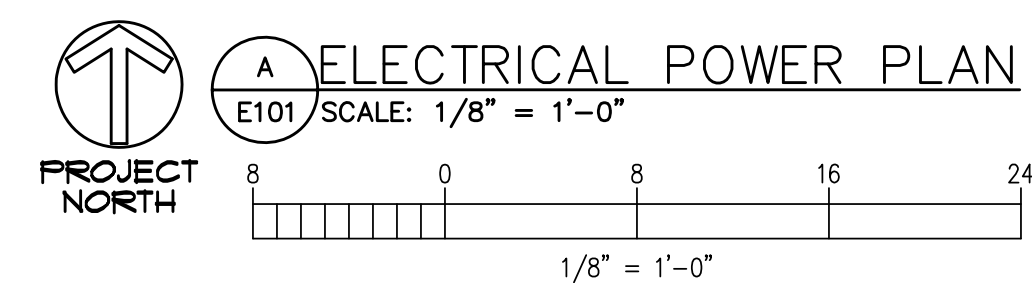 PROJECT
NORTH
A
E101
ELECTRICAL POWER PLAN
SCALE: 1/8" = 1'-0"
8 0 8 16 24
1/8" = 1'-0"